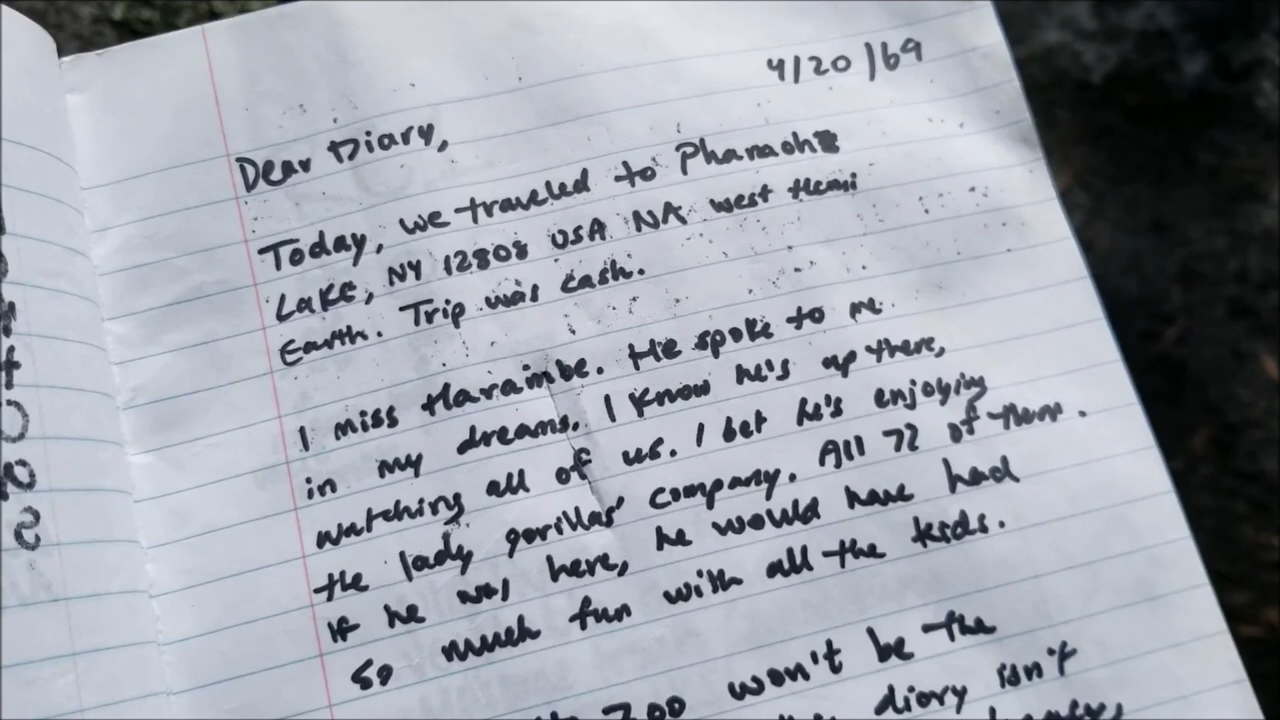 4/20/69
Dear Diary,
Today, we traveled to Pharaoh
Lake, NY 12808 USA NA west Hemi
Earth. Trip was cash.
I miss Harambe. He spoke to me
in my dreams. I know he's up there,
watching all of us. I bet he's enjoying
the lady gorillas' company. All 72 of them.
If he was here, he would have had
so much fun with all the kids.
zoo won't be the
diary isn't